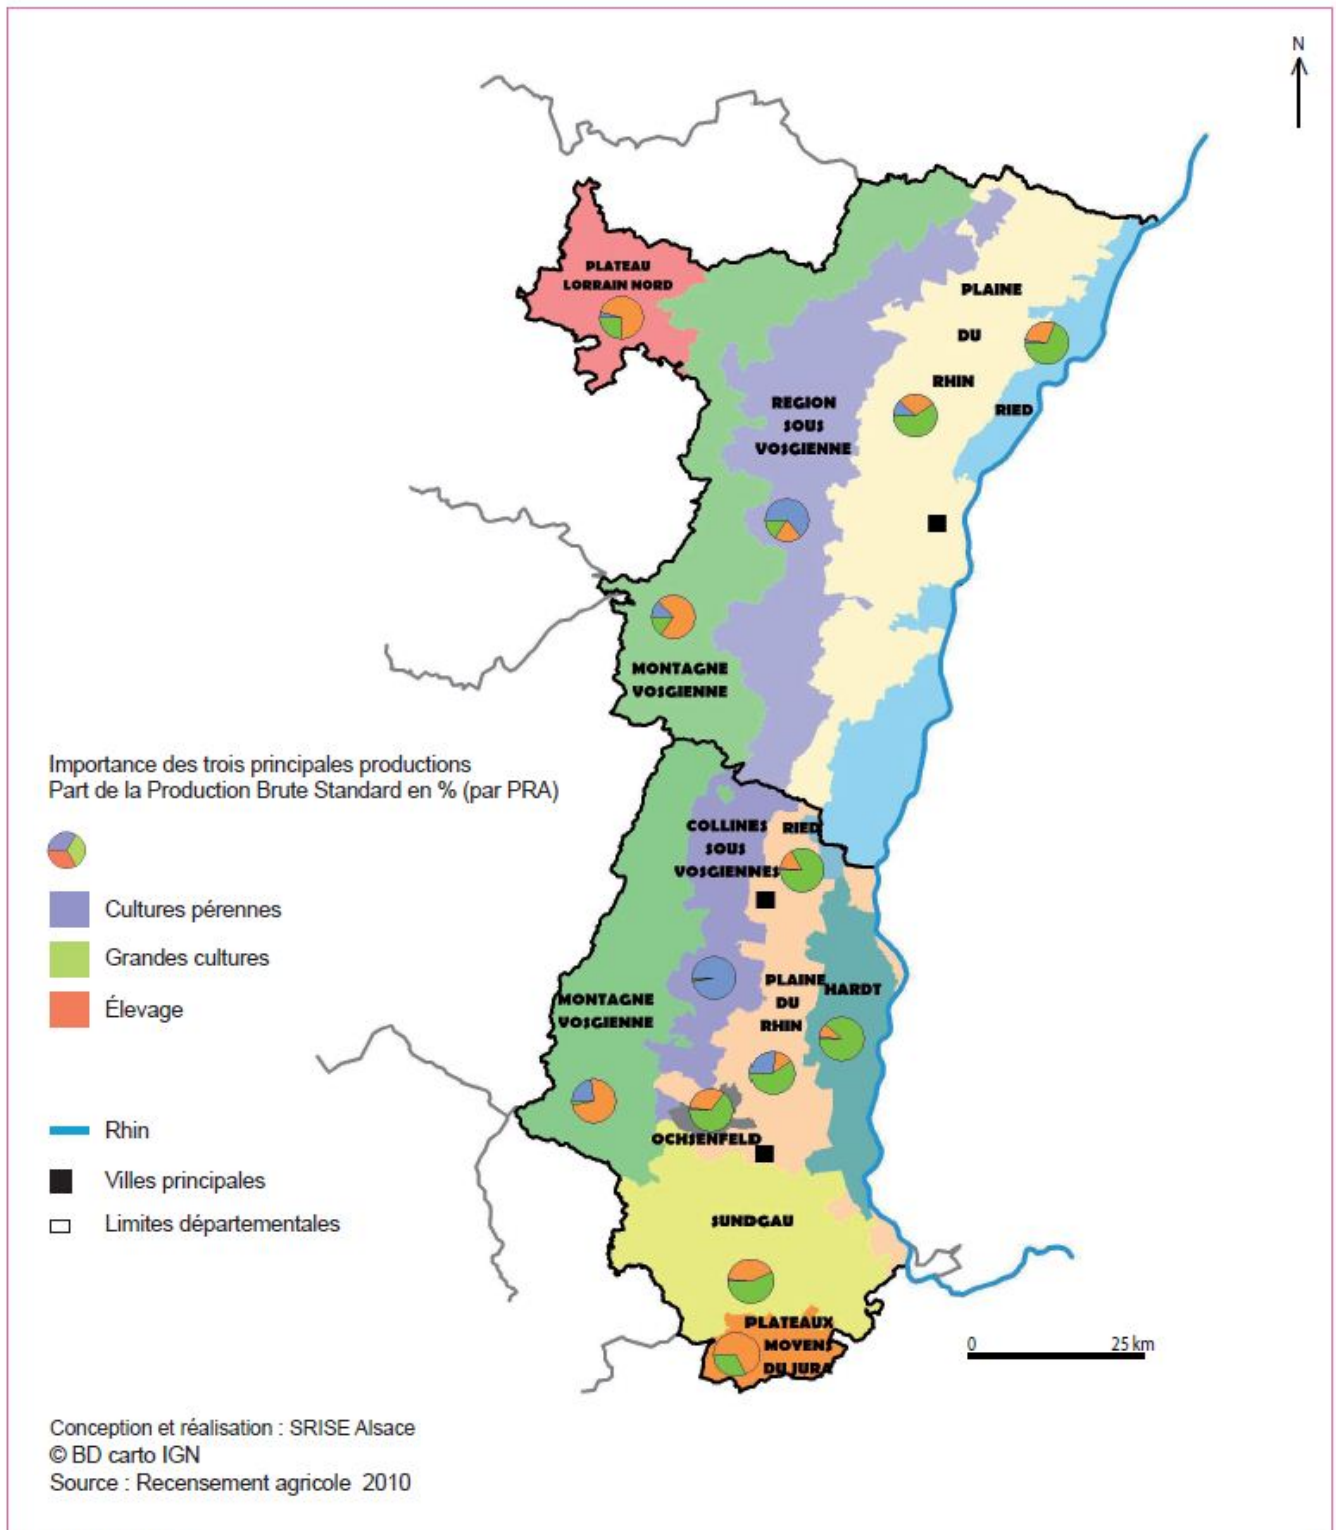 N
PLATEAU
LORRAIN NORD
PLAINE
DU
RHIN
RIED
REGION
SOUS
VOSGIENNE
MONTAGNE
VOSGIENNE
Importance des trois principales productions
Part de la Production Brute Standard en % (par PRA)
Cultures pérennes
Grandes cultures
Élevage
Rhin
Villes principales
Limites départementales
COLLINES
SOUS
VOSGIENNES
RIED
PLAINE
DU
RHIN
HARDT
MONTAGNE
VOSGIENNE
OCHSENFELD
SUNDGAU
PLATEAUX
MOYENS
DU JURA
0 25 km
Conception et réalisation : SRISE Alsace
© BD carto IGN
Source : Recensement agricole 2010